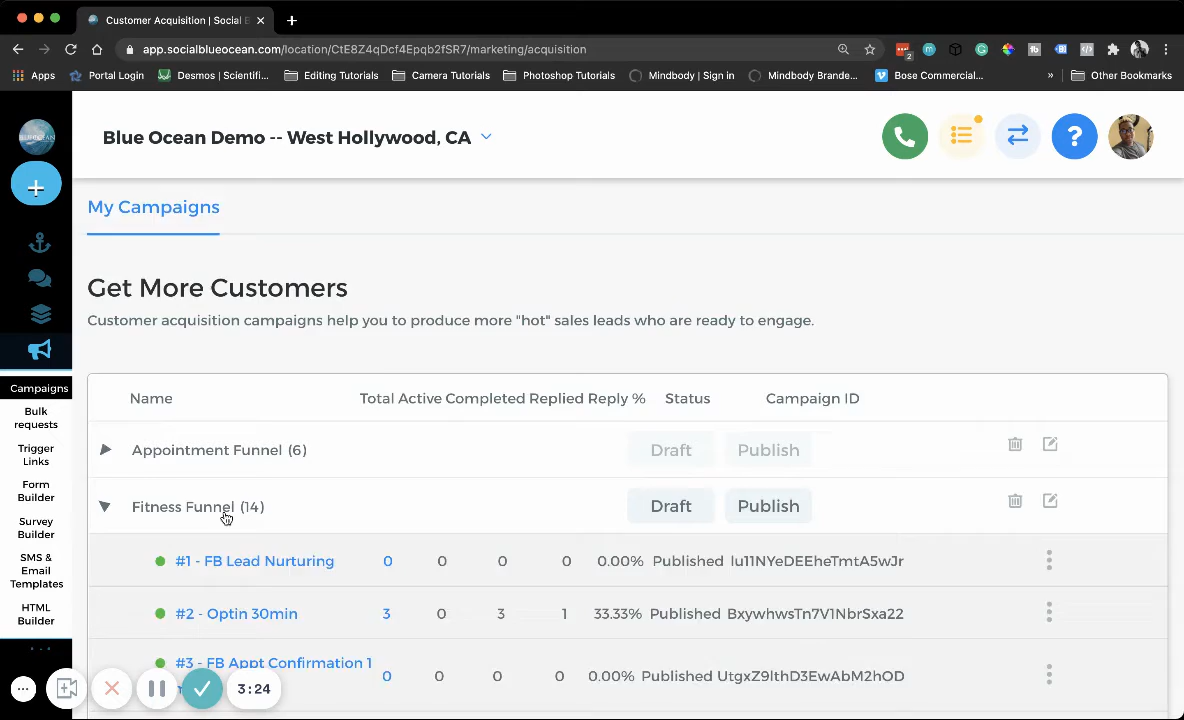 Customer Acquisition | Social B
app.socialblueocean.com/location/CtE8Z4qDcf4Epqb2fSR7/marketing/acquisition
2
Apps
Portal Login
Desmos | Scientifi...
Editing Tutorials
Camera Tutorials
Photoshop Tutorials
Mindbody | Sign in
Mindbody Brande...
Bose Commercial...
»
Other Bookmarks
Blue Ocean Demo -- West Hollywood, CA
My Campaigns
Get More Customers
Customer acquisition campaigns help you to produce more "hot" sales leads who are ready to engage.
Campaigns
Bulk
requests
Trigger
Links
Form
Builder
Survey
Builder
SMS &
Email
Templates
HTML
Builder
Name Total Active Completed Replied Reply % Status Campaign ID
Appointment Funnel (6) Draft Publish
Fitness Funnel (14) Draft Publish
#1 - FB Lead Nurturing 0 0 0 0 0.00% Published lu11NYeDEEheTmtA5wJr
#2 - Optin 30min 3 0 3 1 33.33% Published BxywhwsTn7V1NbrSxa22
#3 - FB Appt Confirmation 1
0 0 0 0 0.00% Published UtgxZ9lthD3EwAbM2hOD
3:24